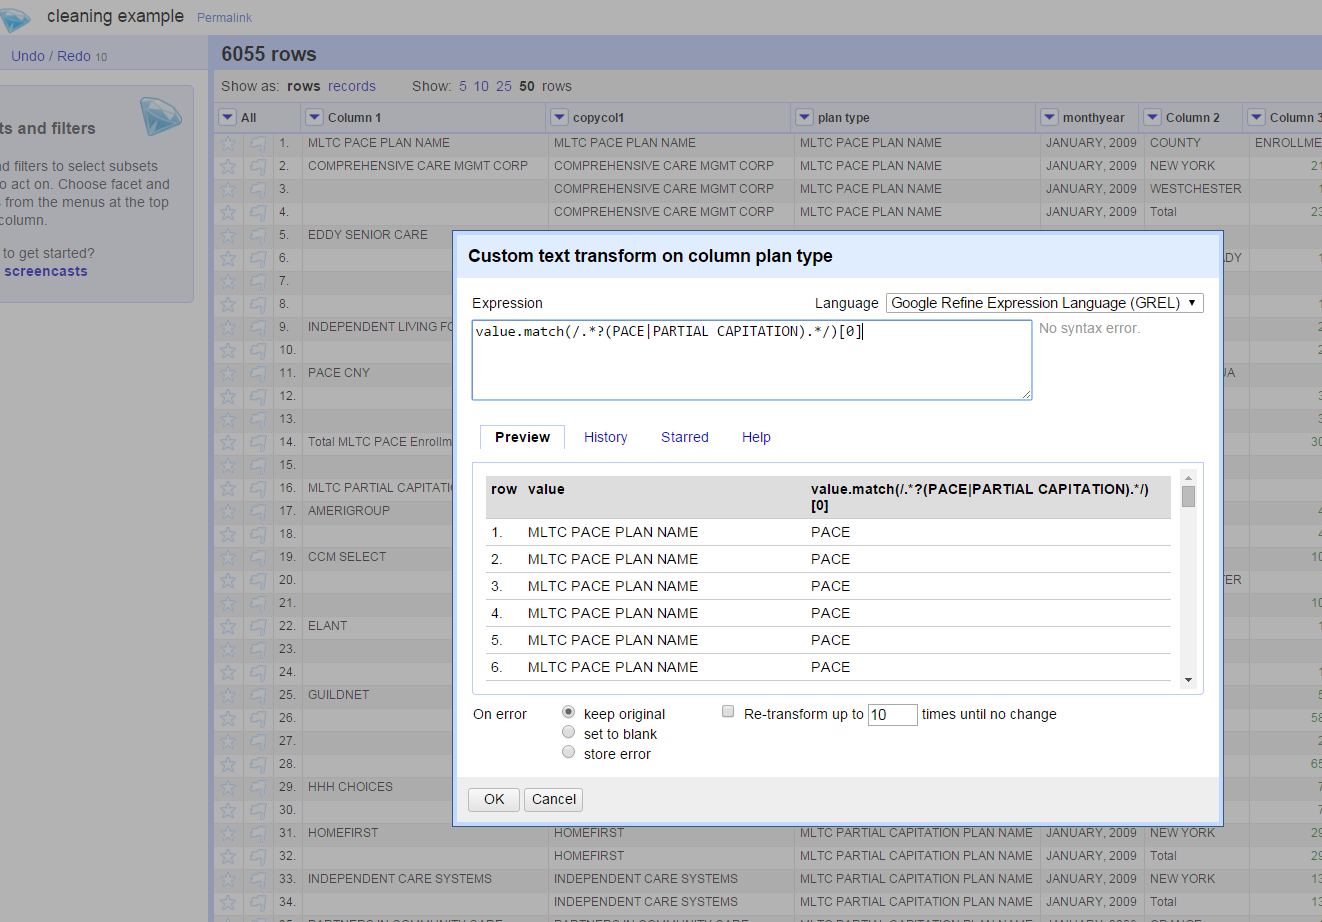 cleaning example Permalink
Undo / Redo 10
6055 rows
Show as: rows records Show: 5 10 25 50 rows
ts and filters
nd filters to select subsets
o act on. Choose facet and
s from the menus at the top
column.
to get started?
screencasts
All Column 1 copycol1 plan type monthyear Column 2 Column 3
1. MLTC PACE PLAN NAME MLTC PACE PLAN NAME MLTC PACE PLAN NAME JANUARY, 2009 COUNTY ENROLLME
2. COMPREHENSIVE CARE MGMT CORP COMPREHENSIVE CARE MGMT CORP MLTC PACE PLAN NAME JANUARY, 2009 NEW YORK 21
3. COMPREHENSIVE CARE MGMT CORP MLTC PACE PLAN NAME JANUARY, 2009 WESTCHESTER 1
4. COMPREHENSIVE CARE MGMT CORP MLTC PACE PLAN NAME JANUARY, 2009 Total 23
5. EDDY SENIOR CARE
6. DY 1
7.
8. 1
9. INDEPENDENT LIVING FO 2
10. 2
11. PACE CNY UA
12. 3
13. 3
14. Total MLTC PACE Enrollm 30
15.
16. MLTC PARTIAL CAPITATIO
17. AMERIGROUP 4
18. 4
19. CCM SELECT 10
20. TER
21. 10
22. ELANT 1
23.
24. 1
25. GUILDNET 5
26. 58
27. 2
28. 65
29. HHH CHOICES 7
30. 7
31. HOMEFIRST HOMEFIRST MLTC PARTIAL CAPITATION PLAN NAME JANUARY, 2009 NEW YORK 29
32. HOMEFIRST MLTC PARTIAL CAPITATION PLAN NAME JANUARY, 2009 Total 29
33. INDEPENDENT CARE SYSTEMS INDEPENDENT CARE SYSTEMS MLTC PARTIAL CAPITATION PLAN NAME JANUARY, 2009 NEW YORK 13
34. INDEPENDENT CARE SYSTEMS MLTC PARTIAL CAPITATION PLAN NAME JANUARY, 2009 Total 13
Custom text transform on column plan type
Expression Language Google Refine Expression Language (GREL)
value.match(/.*?(PACE|PARTIAL CAPITATION).*/)[0]
No syntax error.
Preview History Starred Help
row value value.match(/.*?(PACE|PARTIAL CAPITATION).*/)
[0]
1. MLTC PACE PLAN NAME PACE
2. MLTC PACE PLAN NAME PACE
3. MLTC PACE PLAN NAME PACE
4. MLTC PACE PLAN NAME PACE
5. MLTC PACE PLAN NAME PACE
6. MLTC PACE PLAN NAME PACE
On error keep original Re-transform up to 10 times until no change
set to blank
store error
OK Cancel